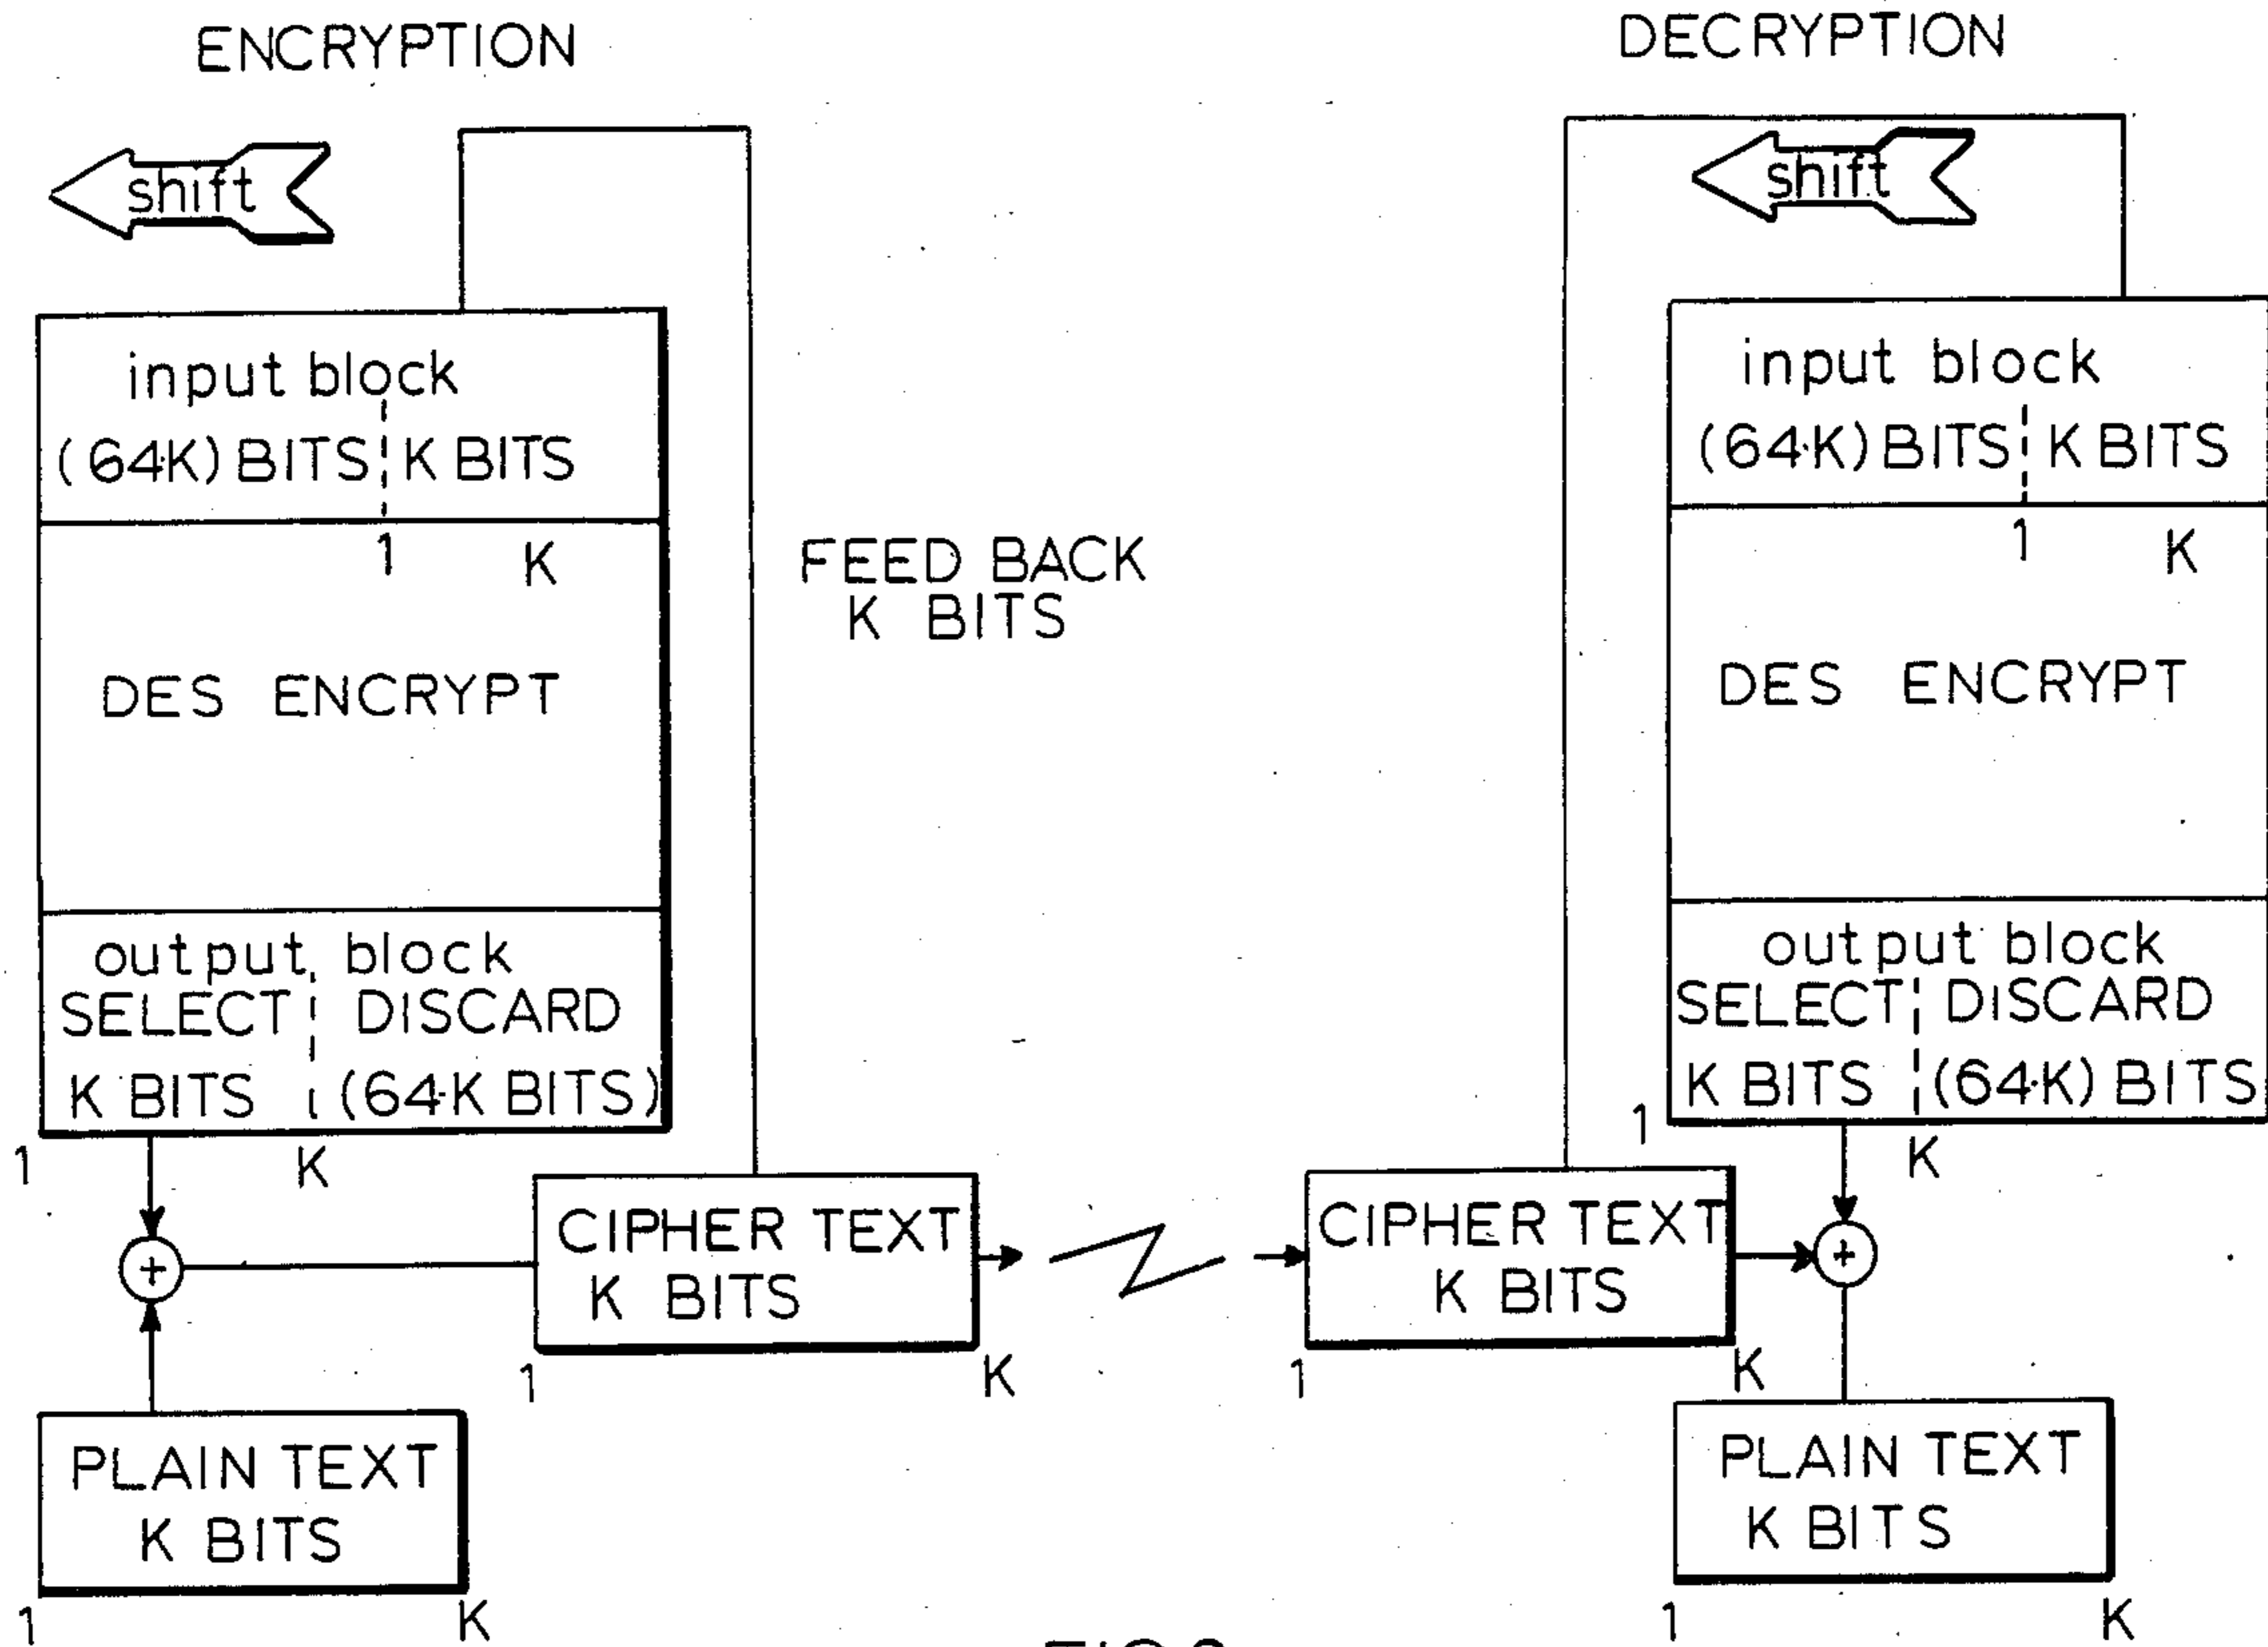 ENCRYPTION
shift
input block
(64·K) BITS K BITS
1 K
DES ENCRYPT
output block
SELECT DISCARD
K BITS (64·K BITS)
1 K
FEED BACK
K BITS
CIPHER TEXT
K BITS
1 K
PLAIN TEXT
K BITS
1 K
DECRYPTION
shift
input block
(64·K) BITS K BITS
1 K
DES ENCRYPT
output block
SELECT DISCARD
K BITS (64·K) BITS
1 K
CIPHER TEXT
K BITS
1 K
PLAIN TEXT
K BITS
1 K